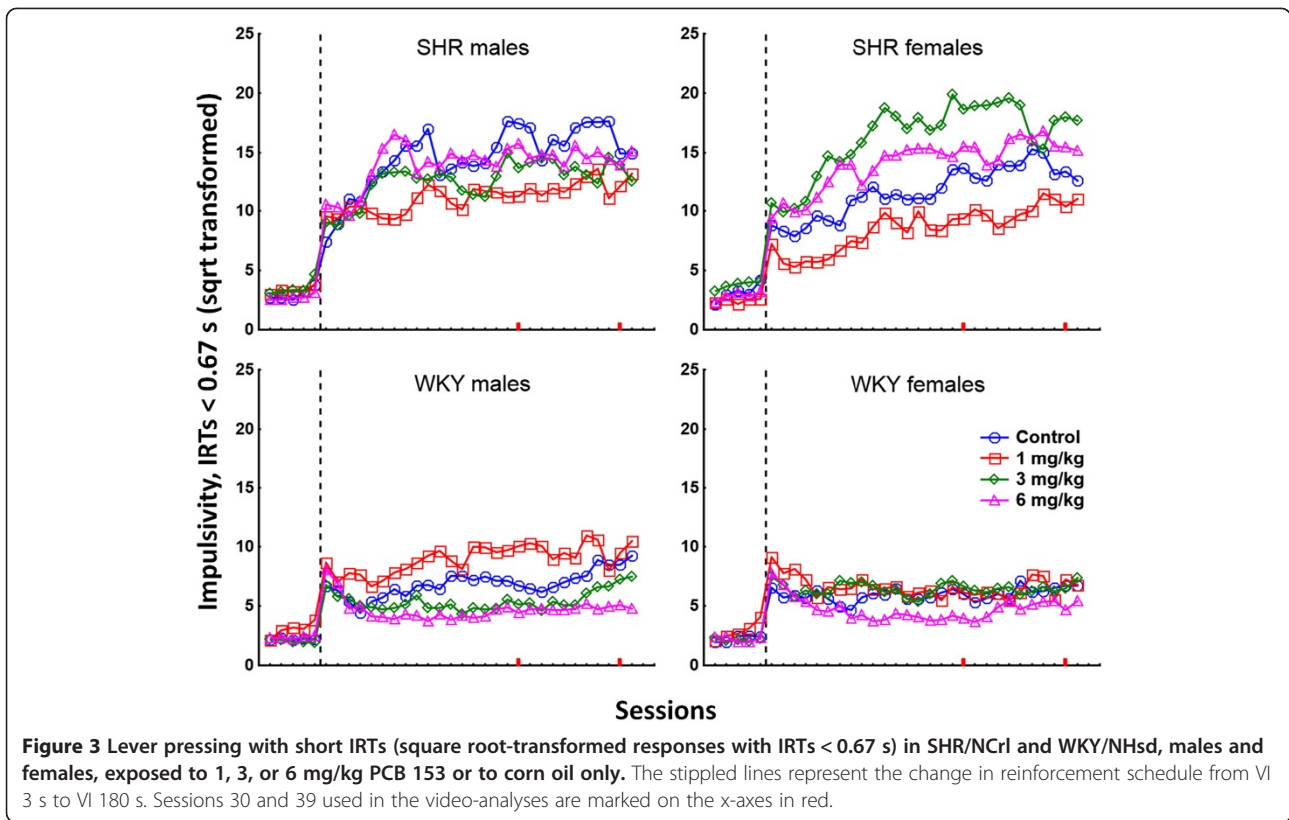 25
20
15
10
5
0
SHR males
25
20
15
10
5
0
SHR females
Impulsivity, IRTs < 0.67 s (sqrt transformed)
25
20
15
10
5
0
WKY males
25
20
15
10
5
0
WKY females
Control
1 mg/kg
3 mg/kg
6 mg/kg
Sessions
Figure 3 Lever pressing with short IRTs (square root-transformed responses with IRTs < 0.67 s) in SHR/NCrl and WKY/NHsd, males and
females, exposed to 1, 3, or 6 mg/kg PCB 153 or to corn oil only. The stippled lines represent the change in reinforcement schedule from VI
3 s to VI 180 s. Sessions 30 and 39 used in the video-analyses are marked on the x-axes in red.